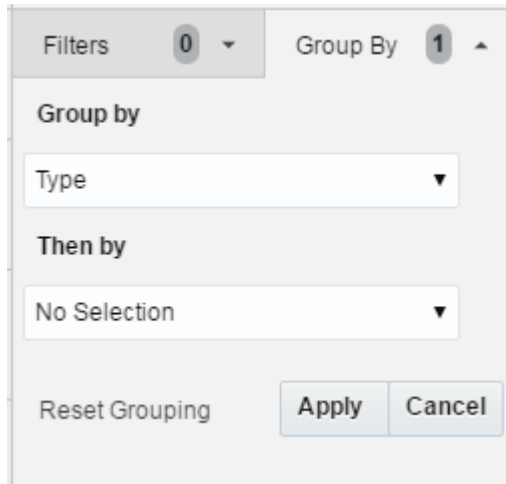 Filters 0 Group By 1
Group by
Type
Then by
No Selection
Reset Grouping Apply Cancel